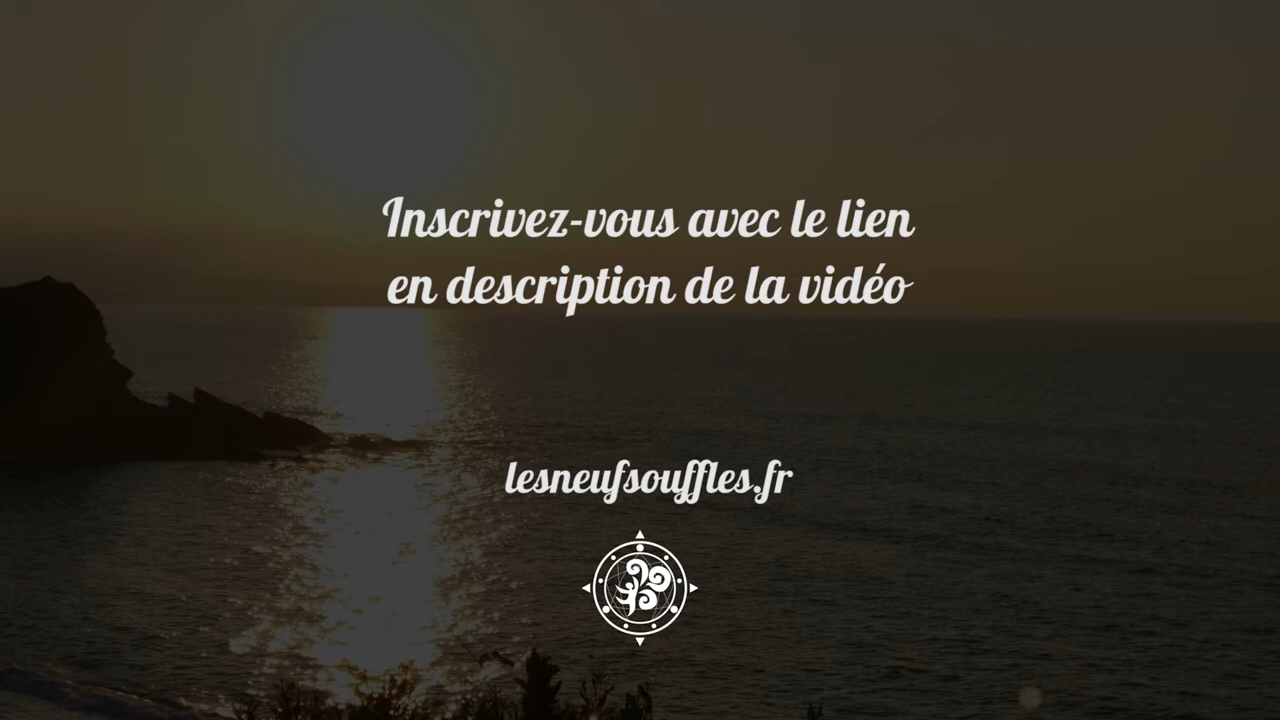 Inscrivez-vous avec le lien
en description de la vidéo
lesneufsouffles.fr